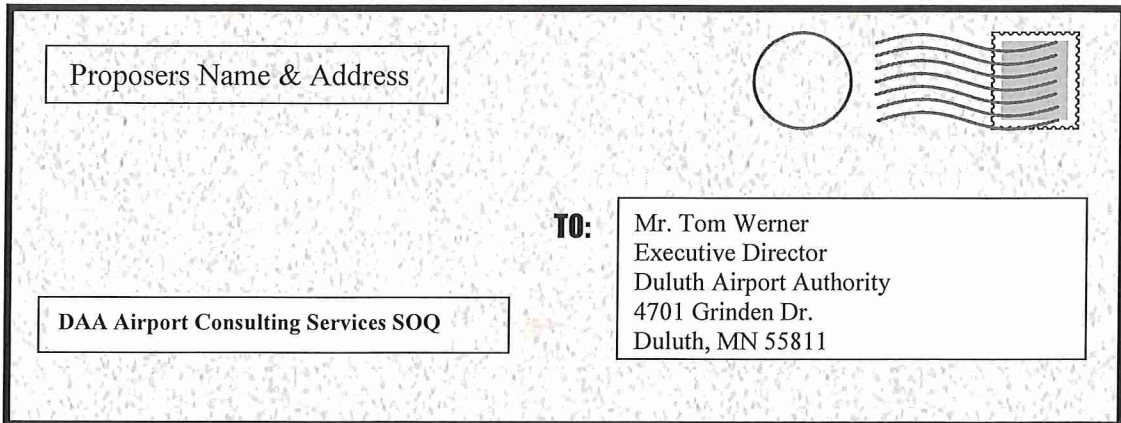 Proposers Name & Address
TO:
Mr. Tom Werner
Executive Director
Duluth Airport Authority
4701 Grinden Dr.
Duluth, MN 55811
DAA Airport Consulting Services SOQ